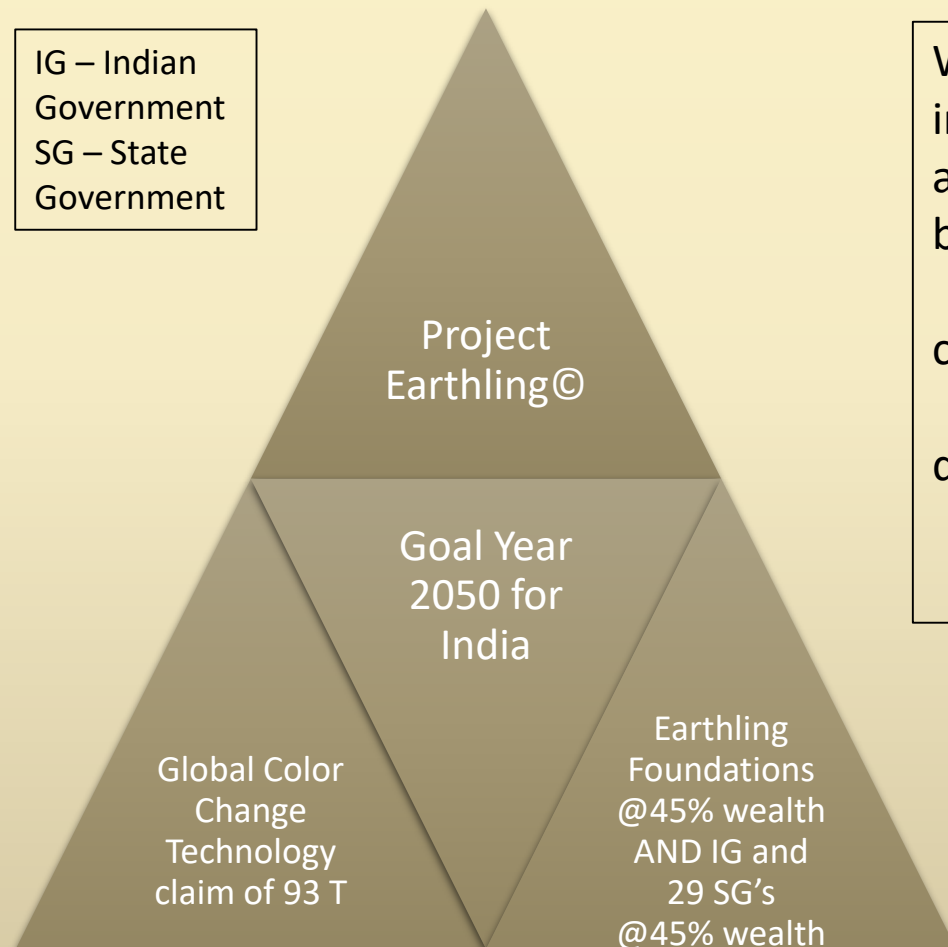 IG – Indian
Government
SG – State
Government
Project
Earthling©
Goal Year
2050 for
India
Global Color
Change
Technology
claim of 93 T
Earthling
Foundations
@45% wealth
AND IG and
29 SG's
@45% wealth